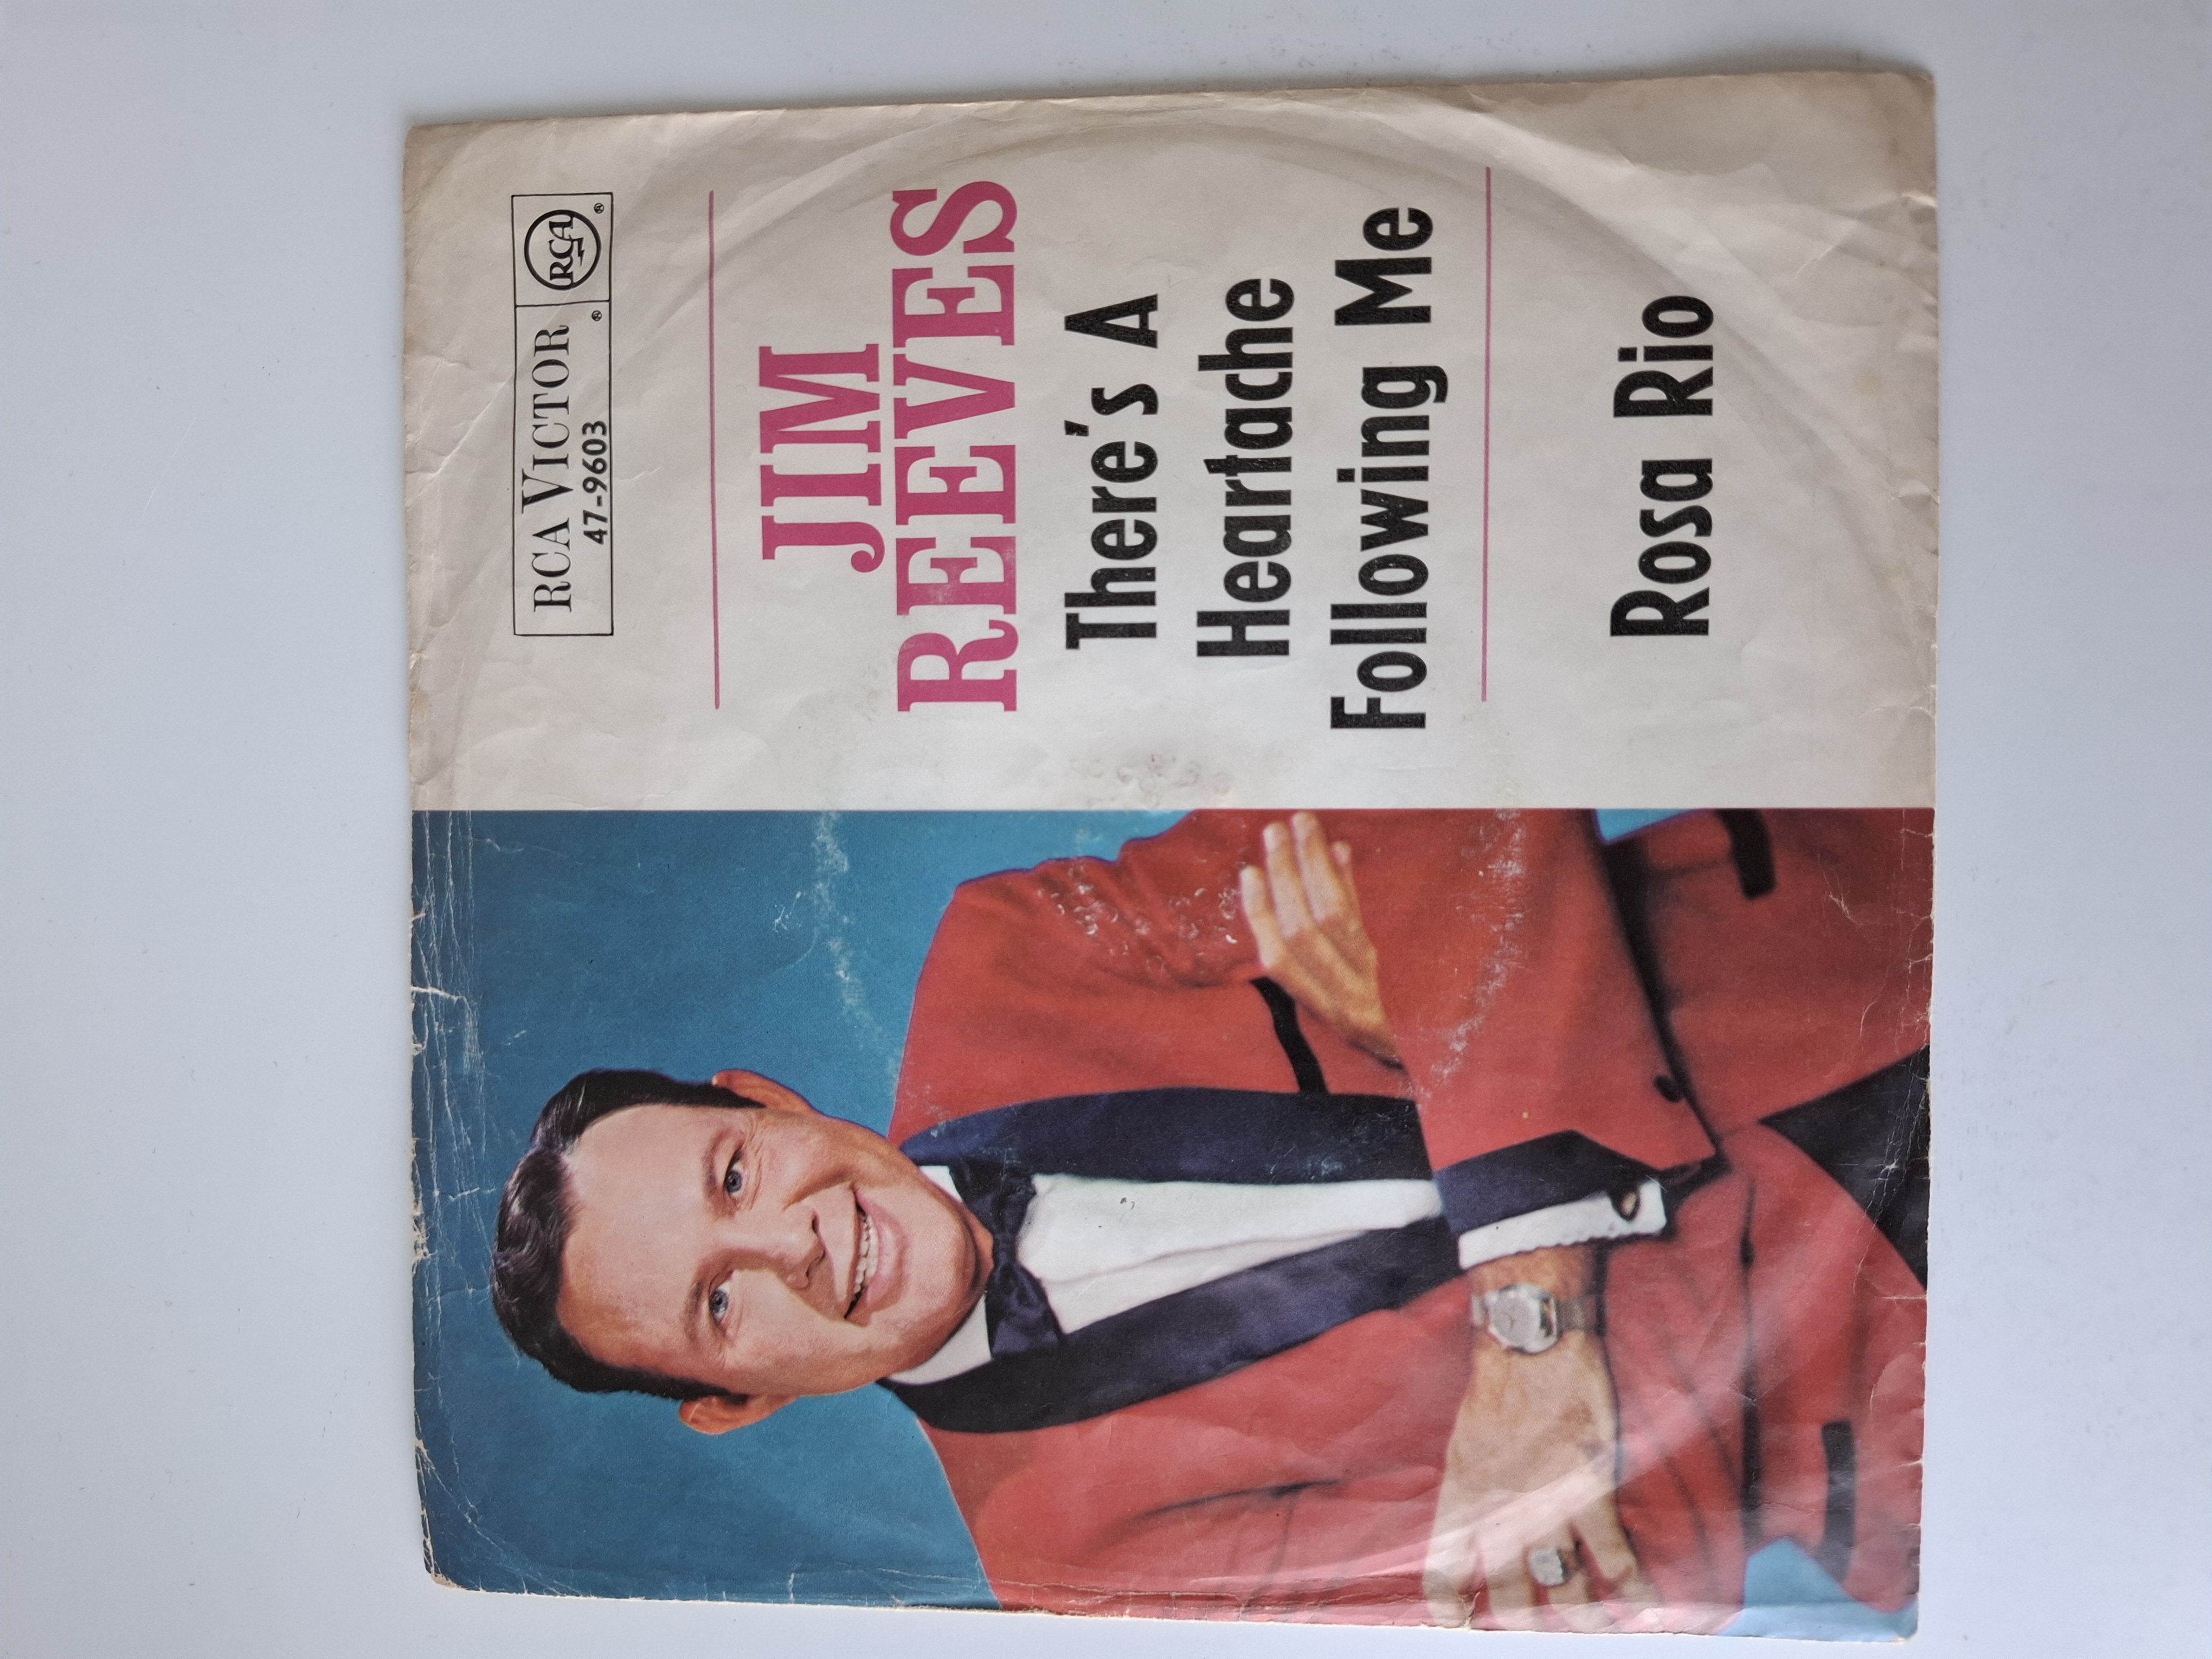 RCA VICTOR ® RCA ®
47-9603
JIM
REEVES
There's A
Heartache
Following Me
Rosa Rio